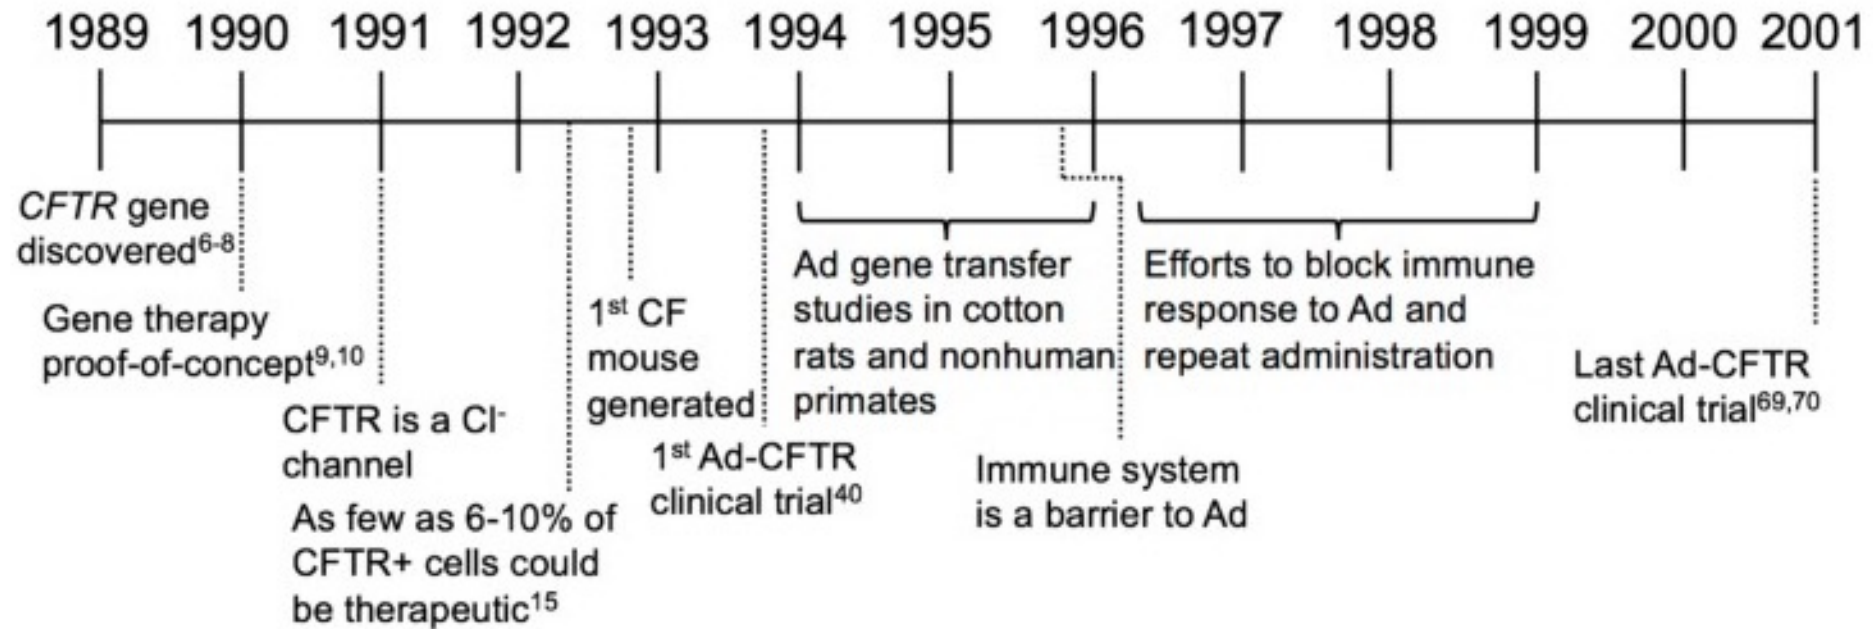 1989 1990 1991 1992 1993 1994 1995 1996 1997 1998 1999 2000 2001
CFTR gene
discovered6-8
Gene therapy
proof-of-concept9,10
CFTR is a Cl-
channel
As few as 6-10% of
CFTR+ cells could
be therapeutic15
1st CF
mouse
generated
1st Ad-CFTR
clinical trial40
Ad gene transfer
studies in cotton
rats and nonhuman
primates
Immune system
is a barrier to Ad
Efforts to block immune
response to Ad and
repeat administration
Last Ad-CFTR
clinical trial69,70